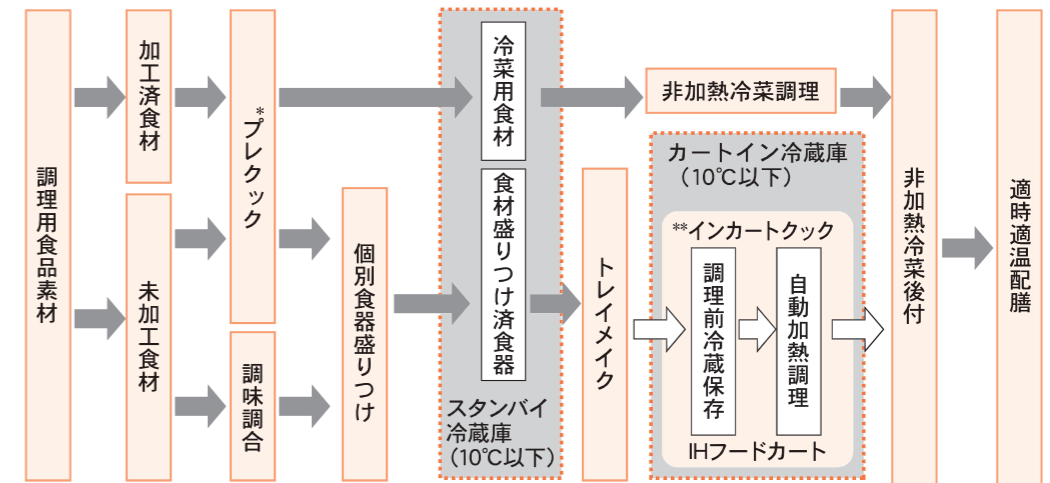 調理用食品素材
加工済食材
未加工食材
*プレクック
調味調合
個別食器盛りつけ
冷菜用食材
食材盛りつけ済食器
スタンバイ
冷蔵庫
（10℃以下）
トレイメイク
非加熱冷菜調理
カートイン冷蔵庫
（10℃以下）
**インカートクック
調理前冷蔵保存
自動加熱調理
IHフードカート
非加熱冷菜後付
適時適温配膳